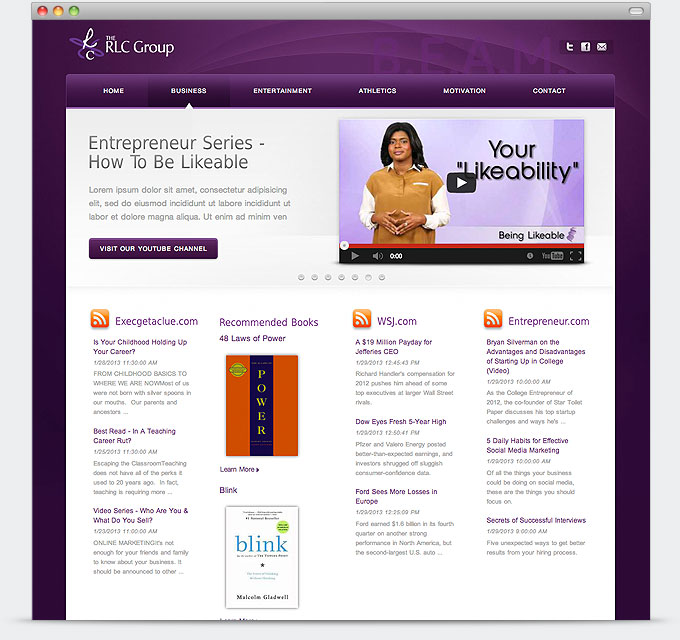 THE
RLC Group
B.E.A.M.
HOME
BUSINESS
ENTERTAINMENT
ATHLETICS
MOTIVATION
CONTACT
Entrepreneur Series -
How To Be Likeable
Lorem ipsum dolor sit amet, consectetur adipisicing
elit, sed do eiusmod incididunt ut labore incididunt ut
labor et dolore magna aliqua. Ut enim ad minim ven
VISIT OUR YOUTUBE CHANNEL
Your
"Likeability"
Being Likeable
0:00
YouTube
Execgetaclue.com
Is Your Childhood Holding Up
Your Career?
1/28/2013 11:30:00 AM
FROM CHILDHOOD BASICS TO
WHERE WE ARE NOWMost of us
were not born with silver spoons in
our mouths. Our parents and
ancestors ...
Best Read - In A Teaching
Career Rut?
1/25/2013 11:30:00 AM
Escaping the ClassroomTeaching
does not have all of the perks it
used to 20 years ago. In fact,
teaching is requiring more ...
Video Series - Who Are You &
What Do You Sell?
1/23/2013 11:00:00 AM
ONLINE MARKETINGIt's not
enough for your friends and family
to know about your business. It
should be announced to other ...
Recommended Books
48 Laws of Power
POWER
Learn More
Blink
blink
Malcolm Gladwell
Learn More
WSJ.com
A $19 Million Payday for
Jefferies CEO
1/29/2013 12:45:43 PM
Richard Handler's compensation for
2012 pushes him ahead of some
top executives at larger Wall Street
rivals.
Dow Eyes Fresh 5-Year High
1/29/2013 12:50:41 PM
Pfizer and Valero Energy posted
better-than-expected earnings, and
investors shrugged off sluggish
consumer-confidence data.
Ford Sees More Losses in
Europe
1/29/2013 12:25:09 PM
Ford earned $1.6 billion in its fourth
quarter on another strong
performance in North America, but
the second-largest U.S. auto ...
Entrepreneur.com
Bryan Silverman on the
Advantages and Disadvantages
of Starting Up in College
(Video)
1/29/2013 10:00:00 AM
As the College Entrepreneur of
2012, the co-founder of Star Toilet
Paper discusses his top startup
challenges and ways he's ...
5 Daily Habits for Effective
Social Media Marketing
1/29/2013 10:00:00 AM
Of all the things your business
could be doing on social media,
these are the things you should
focus on.
Secrets of Successful Interviews
1/29/2013 9:00:00 AM
Five unexpected ways to get better
results from your hiring process.